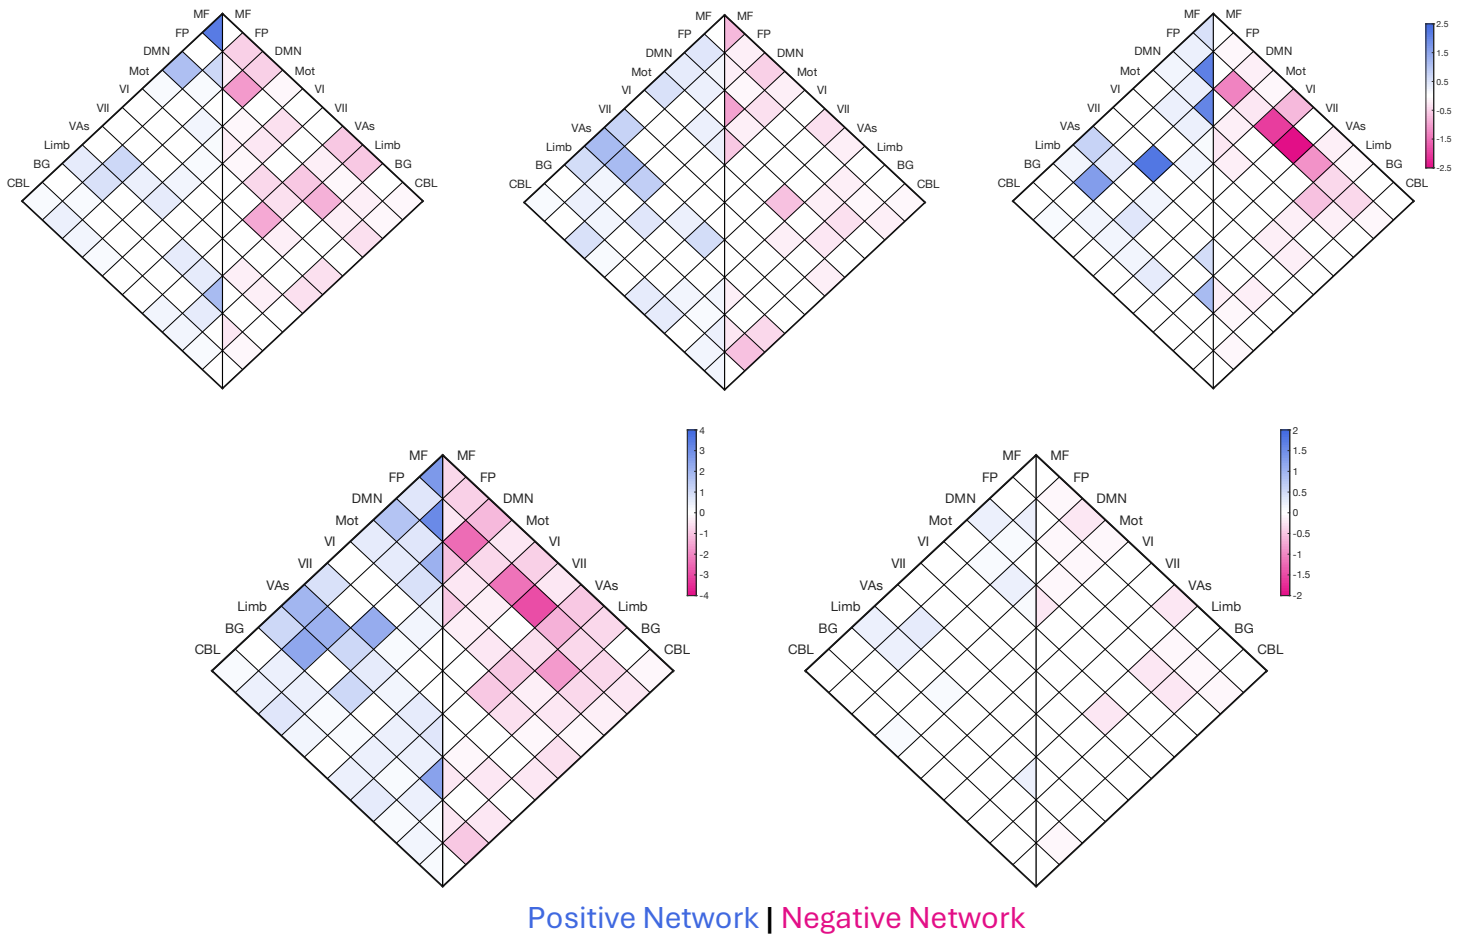 MF MF
FP FP
DMN DMN
Mot Mot
VI VI
VII VII
VAs VAs
Limb Limb
BG BG
CBL CBL
MF MF
FP FP
DMN DMN
Mot Mot
VI VI
VII VII
VAs VAs
Limb Limb
BG BG
CBL CBL
MF MF
FP FP
DMN DMN
Mot Mot
VI VI
VII VII
VAs VAs
Limb Limb
BG BG
CBL CBL
2.5
1.5
0.5
-0.5
-1.5
-2.5
MF MF
FP FP
DMN DMN
Mot Mot
VI VI
VII VII
VAs VAs
Limb Limb
BG BG
CBL CBL
4
3
2
1
0
-1
-2
-3
-4
MF MF
FP FP
DMN DMN
Mot Mot
VI VI
VII VII
VAs VAs
Limb Limb
BG BG
CBL CBL
2
1.5
1
0.5
0
-0.5
-1
-1.5
-2
Positive Network | Negative Network